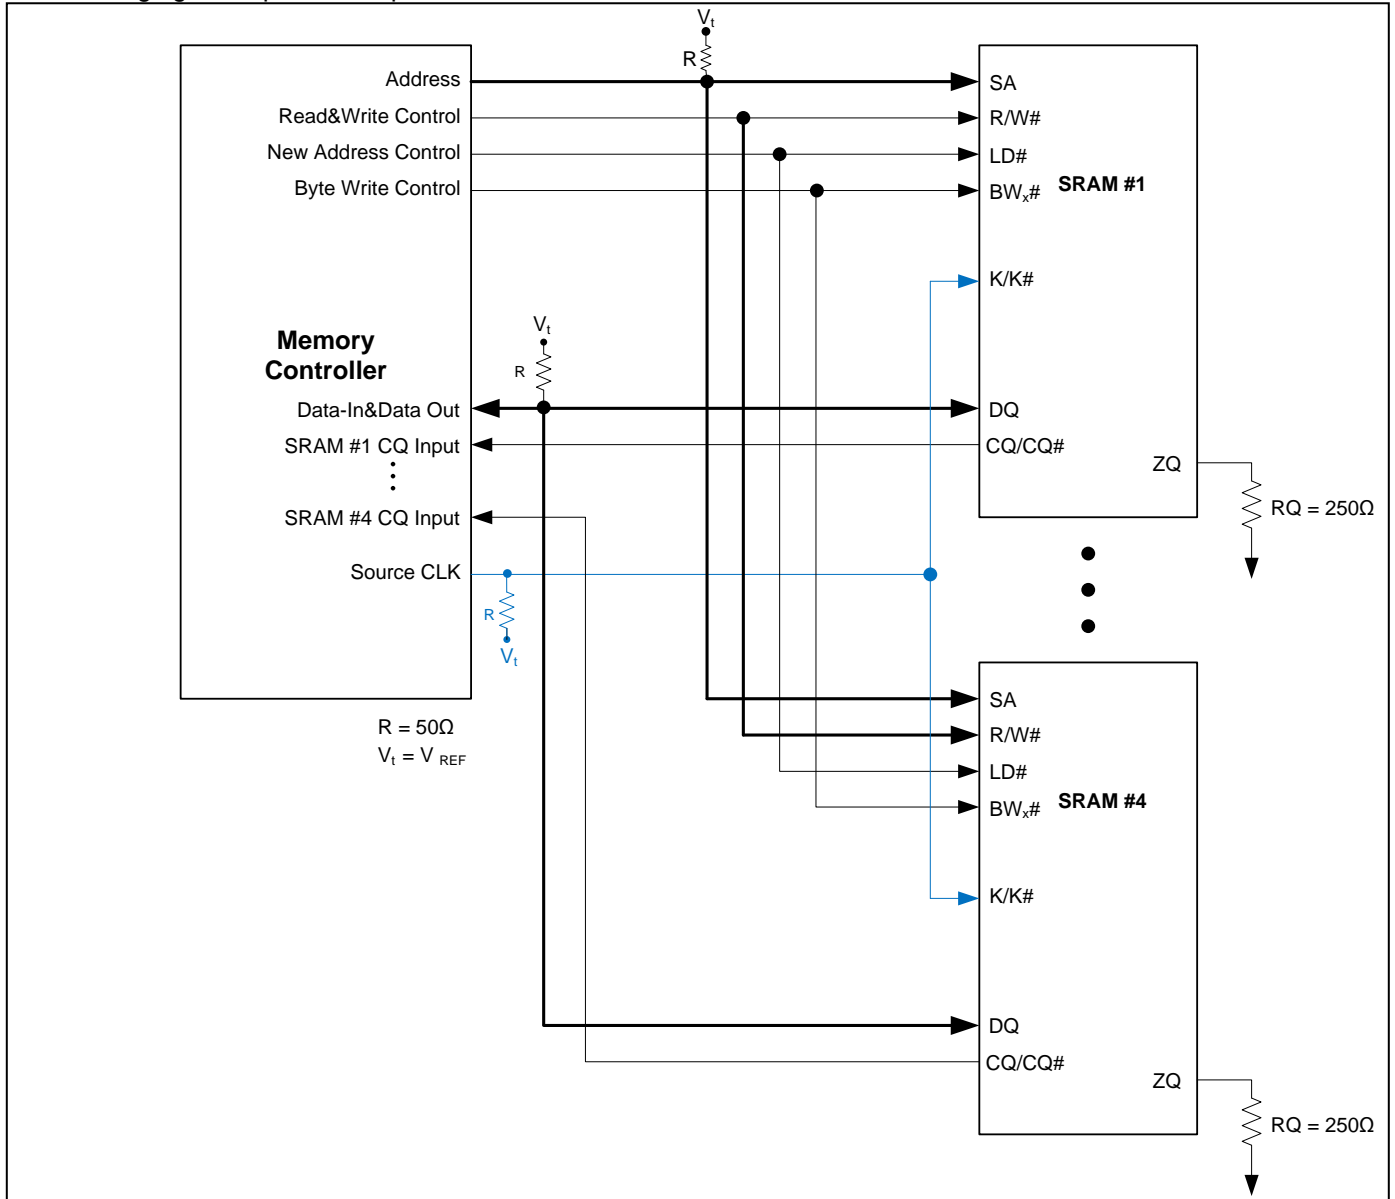 Vt
R
Address
Read&Write Control
New Address Control
Byte Write Control
SA
R/W#
LD#
BWx#
SRAM #1
K/K#
Vt
R
Memory
Controller
Data-In&Data Out
SRAM #1 CQ Input
SRAM #4 CQ Input
Source CLK
DQ
CQ/CQ#
ZQ
RQ = 250Ω
R
Vt
R = 50Ω
Vt = V REF
SA
R/W#
LD#
BWx#
SRAM #4
K/K#
DQ
CQ/CQ#
ZQ
RQ = 250Ω